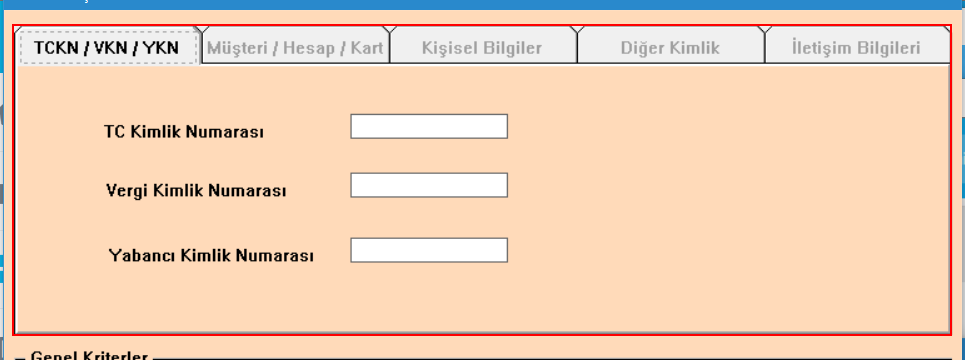 TCKN / VKN / YKN Müşteri / Hesap / Kart Kişisel Bilgiler Diğer Kimlik İletişim Bilgileri
TC Kimlik Numarası
Vergi Kimlik Numarası
Yabancı Kimlik Numarası
Genel Kriterler